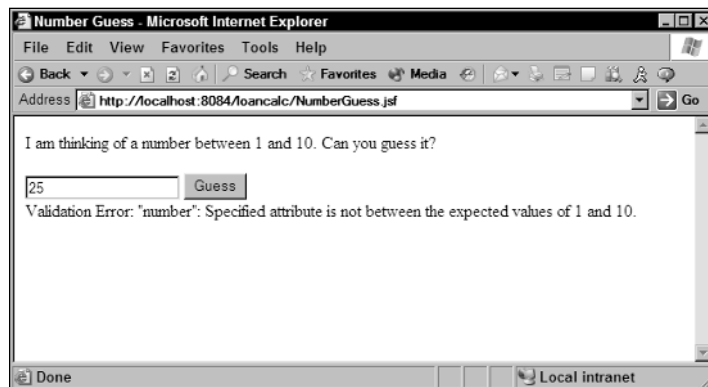 Number Guess - Microsoft Internet Explorer
File Edit View Favorites Tools Help
Back Search Favorites Media
Address http://localhost:8084/loancalc/NumberGuess.jsf Go
I am thinking of a number between 1 and 10. Can you guess it?
25 Guess
Validation Error: "number": Specified attribute is not between the expected values of 1 and 10.
Done Local intranet